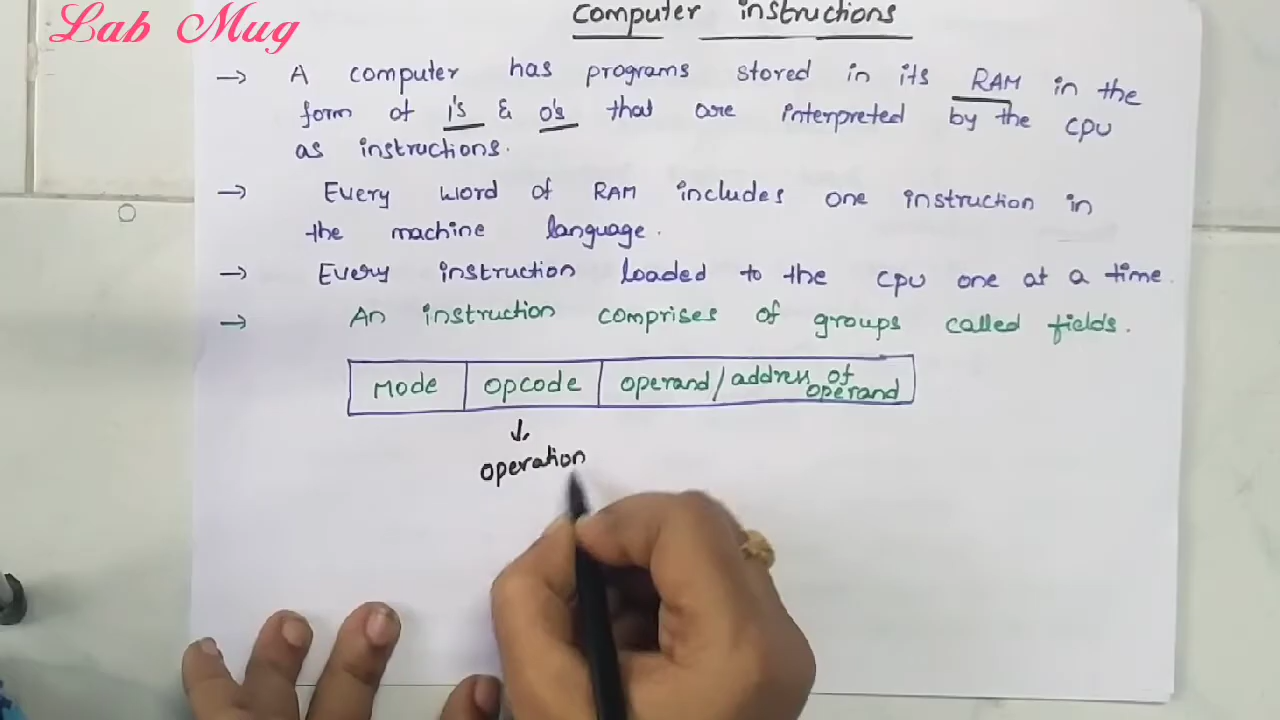 Lab Mug
Computer instructions
→ A computer has programs stored in its RAM in the
form of 1's & 0's that are interpreted by the CPU
as instructions.
→ Every word of RAM includes one instruction in
the machine language.
→ Every instruction loaded to the CPU one at a time.
→ An instruction comprises of groups called fields.
Mode opcode operand/address of operand
↓
operation